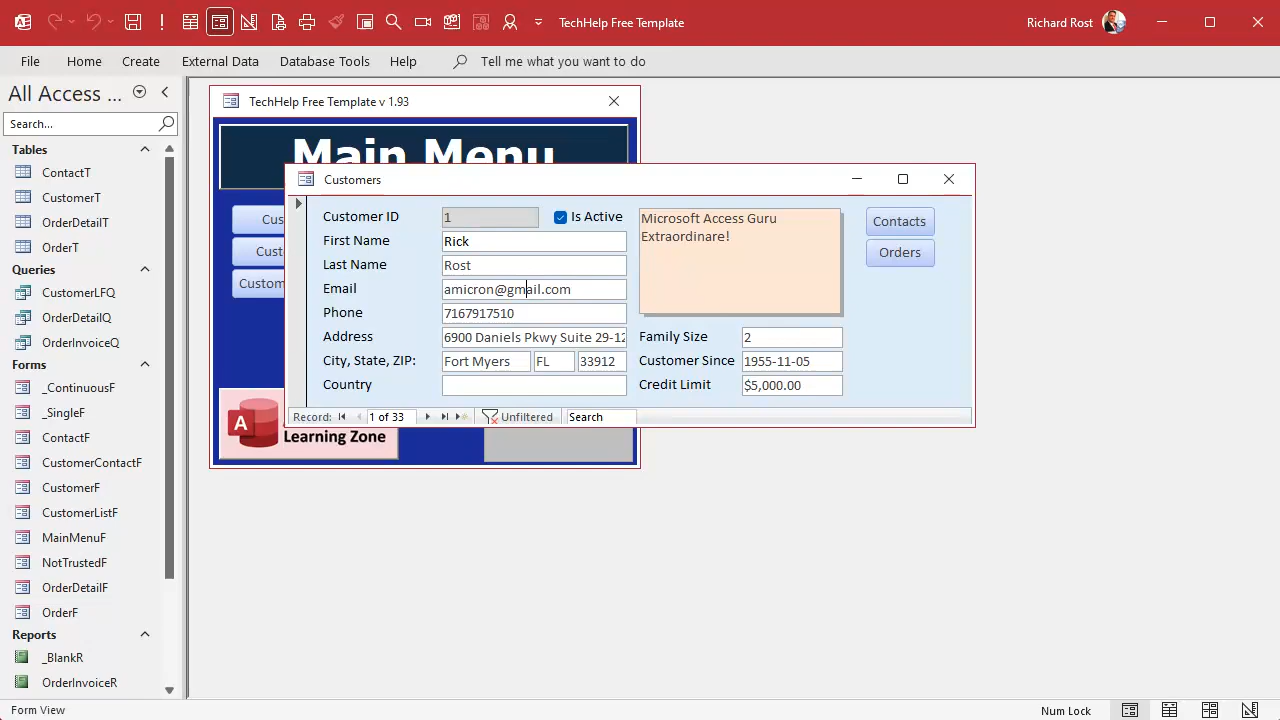 TechHelp Free Template
Richard Rost
File
Home
Create
External Data
Database Tools
Help
Tell me what you want to do
All Access ...
Search...
Tables
ContactT
CustomerT
OrderDetailT
OrderT
Queries
CustomerLFQ
OrderDetailQ
OrderInvoiceQ
Forms
_ContinuousF
_SingleF
ContactF
CustomerContactF
CustomerF
CustomerListF
MainMenuF
NotTrustedF
OrderDetailF
OrderF
Reports
_BlankR
OrderInvoiceR
TechHelp Free Template v 1.93
Main Menu
Cus
Cust
Custom
A
Learning Zone
Customers
Customer ID 1 Is Active
First Name Rick
Last Name Rost
Email amicron@gmail.com
Phone 7167917510
Address 6900 Daniels Pkwy Suite 29-12
City, State, ZIP: Fort Myers FL 33912
Country
Microsoft Access Guru
Extraordinare!
Family Size 2
Customer Since 1955-11-05
Credit Limit $5,000.00
Contacts
Orders
Record: 1 of 33 Unfiltered Search
Form View
Num Lock